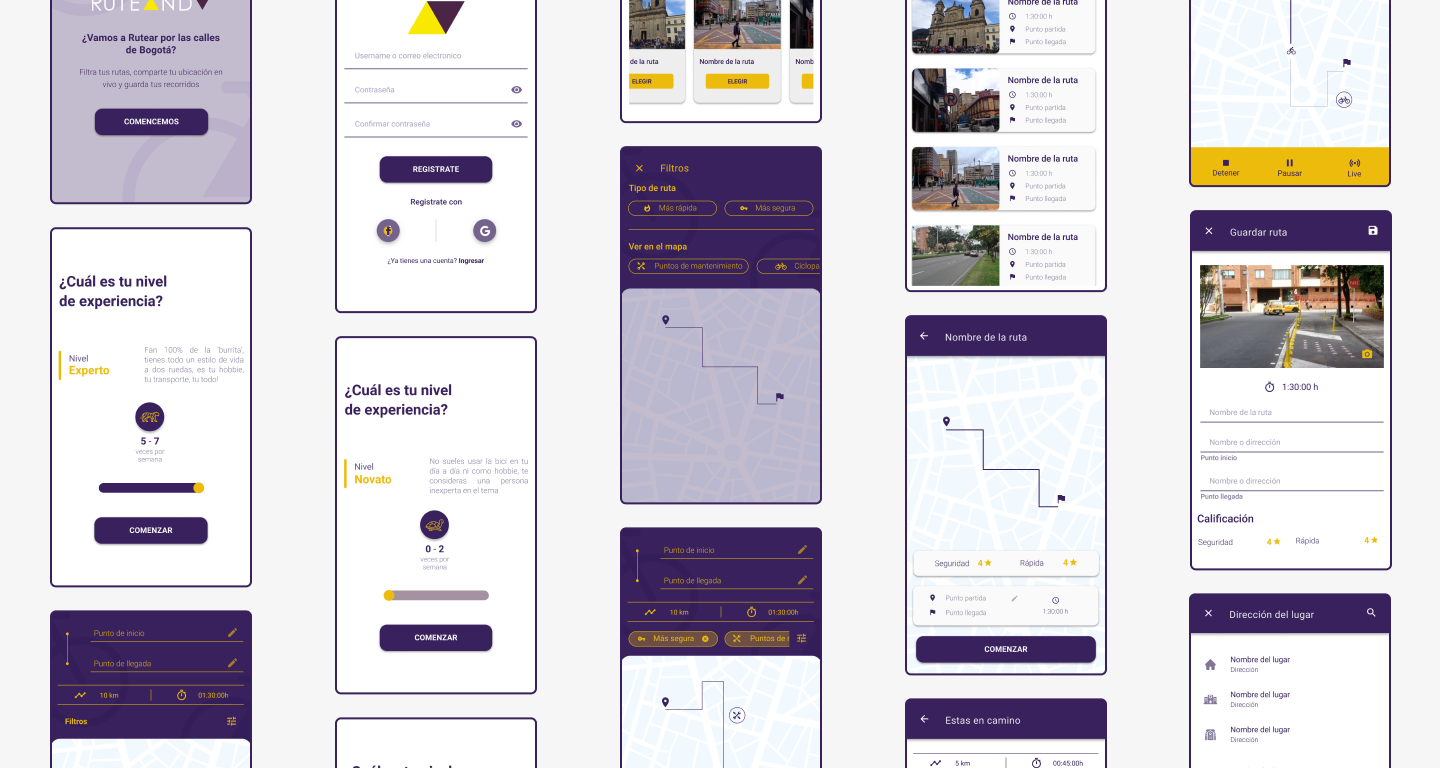 RUTEANDO
¿Vamos a Rutear por las calles
de Bogotá?
Filtra tus rutas, comparte tu ubicación en
vivo y guarda tus recorridos
COMENCEMOS
¿Cuál es tu nivel
de experiencia?
Nivel
Experto
Fan 100% de la 'burrita',
tienes todo un estilo de vida
a dos ruedas, es tu hobbie,
tu transporte, tu todo!
5 - 7
veces por
semana
COMENZAR
Punto de inicio
Punto de llegada
10 km
01:30:00h
Filtros
Username o correo electronico
Contraseña
Confirmar contraseña
REGISTRATE
Registrate con
G
¿Ya tienes una cuenta? Ingresar
¿Cuál es tu nivel
de experiencia?
Nivel
Novato
No sueles usar la bici en tu
día a día ni como hobbie, te
consideras una persona
inexperta en el tema
0 - 2
veces por
semana
COMENZAR
de la ruta
ELEGIR
Nombre de la ruta
ELEGIR
Nomb
Filtros
Tipo de ruta
Más rápida
Más segura
Ver en el mapa
Puntos de mantenimiento
Ciclopa
Punto de inicio
Punto de llegada
10 km
01:30:00h
Más segura
Puntos de
Nombre de la ruta
1:30:00 h
Punto partida
Punto llegada
Nombre de la ruta
1:30:00 h
Punto partida
Punto llegada
Nombre de la ruta
1:30:00 h
Punto partida
Punto llegada
Nombre de la ruta
1:30:00 h
Punto partida
Punto llegada
Nombre de la ruta
Seguridad 4
Rápida 4
Punto partida
Punto llegada
1:30:00 h
COMENZAR
Estas en camino
5 km
00:45:00h
Detener
Pausar
Live
Guardar ruta
1:30:00 h
Nombre de la ruta
Nombre o dirrección
Punto inicio
Nombre o dirrección
Punto llegada
Calificación
Seguridad 4
Rápida 4
Dirección del lugar
Nombre del lugar
Dirección
Nombre del lugar
Dirección
Nombre del lugar
Dirección